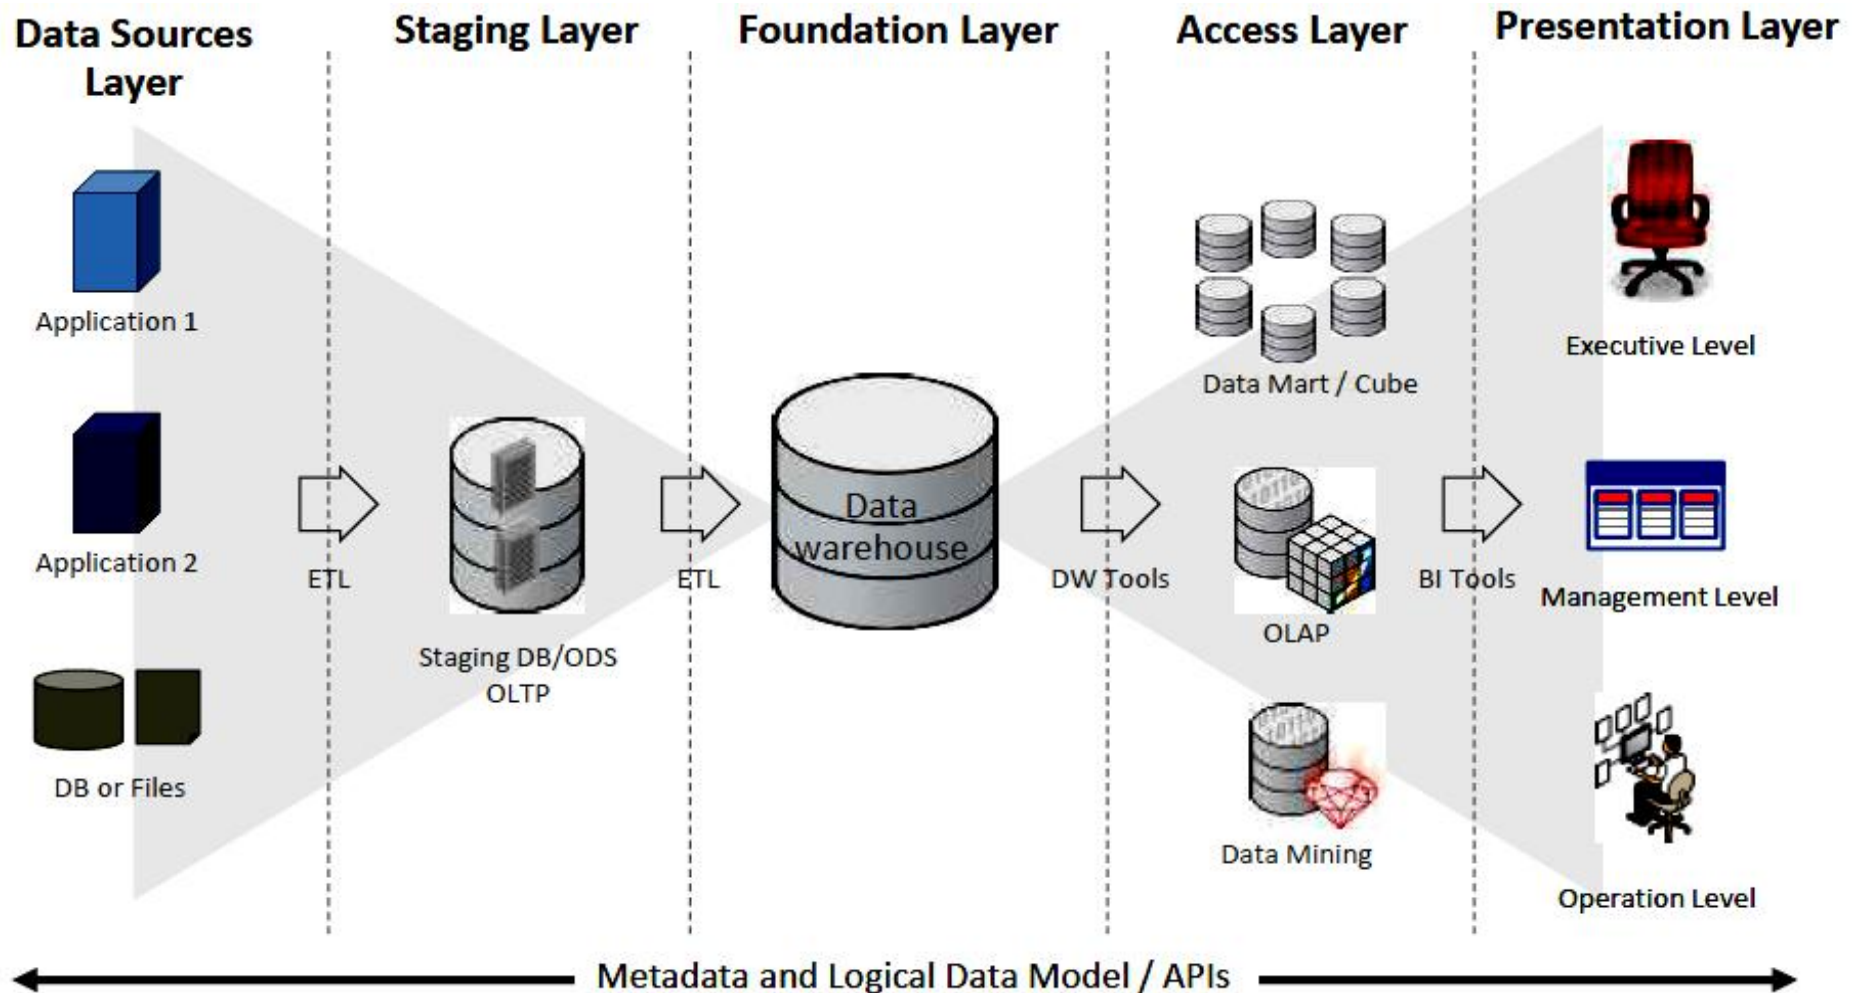 Data Sources
Layer
Staging Layer
Foundation Layer
Access Layer
Presentation Layer
Application 1
Application 2
DB or Files
ETL
Staging DB/ODS
OLTP
ETL
Data
warehouse
DW Tools
Data Mart / Cube
OLAP
Data Mining
BI Tools
Executive Level
Management Level
Operation Level
Metadata and Logical Data Model / APIs